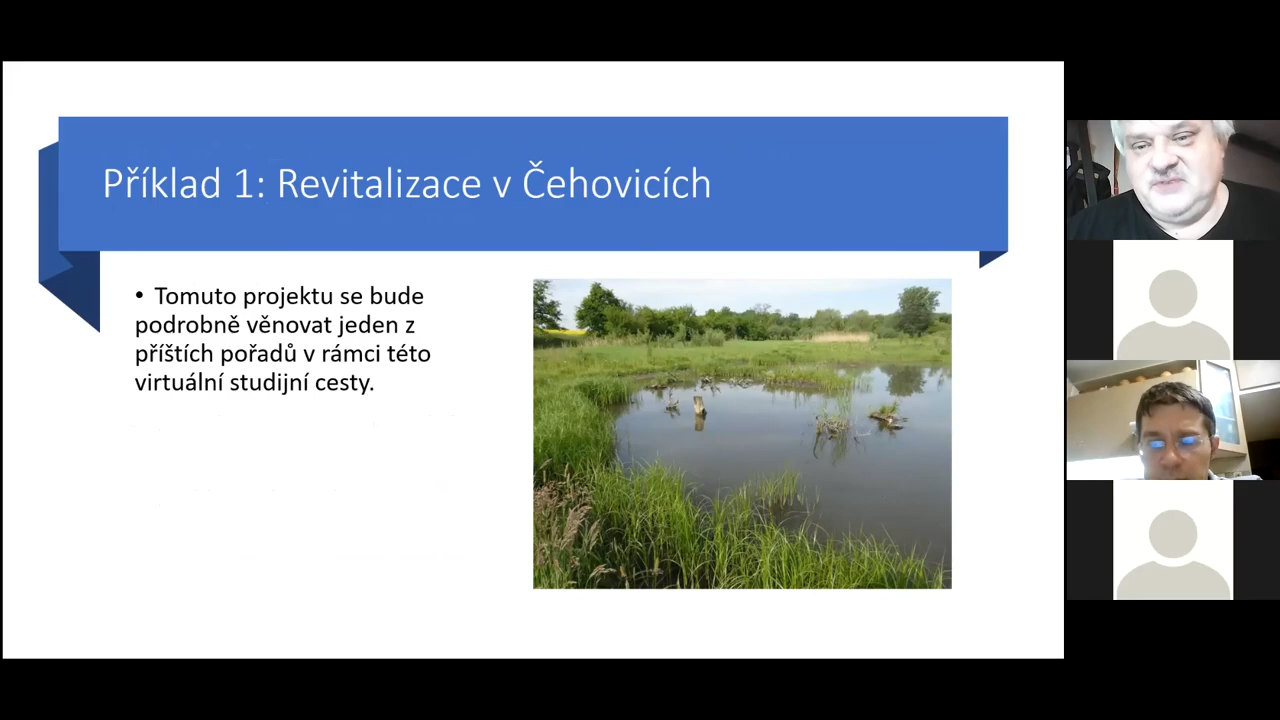 Příklad 1: Revitalizace v Čehovicích
• Tomuto projektu se bude
podrobně věnovat jeden z
příštích pořadů v rámci této
virtuální studijní cesty.